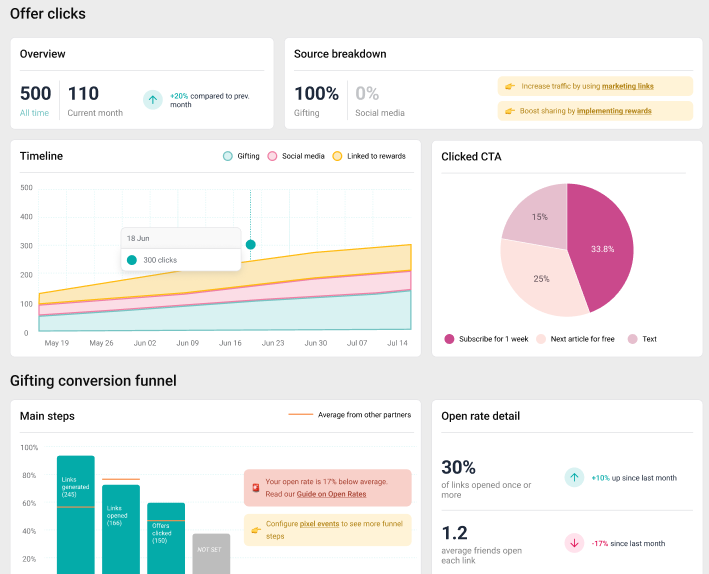 Offer clicks
Overview
500
All time
110
Current month
+20% compared to prev.
month
Source breakdown
100%
Gifting
0%
Social media
Increase traffic by using marketing links
Boost sharing by implementing rewards
Timeline
Gifting
Social media
Linked to rewards
500
400
300
200
100
0
18 Jun
300 clicks
May 19
May 26
Jun 02
Jun 09
Jun 16
Jun 23
Jun 30
Jul 07
Jul 14
Clicked CTA
15%
33.8%
25%
Subscribe for 1 week
Next article for free
Text
Gifting conversion funnel
Main steps
Average from other partners
100%
80%
60%
40%
20%
Links
generated
(245)
Links
opened
(166)
Offers
clicked
(150)
NOT SET
Your open rate is 17% below average.
Read our Guide on Open Rates
Configure pixel events to see more funnel
steps
Open rate detail
30%
of links opened once or
more
+10% up since last month
1.2
average friends open
each link
-17% since last month